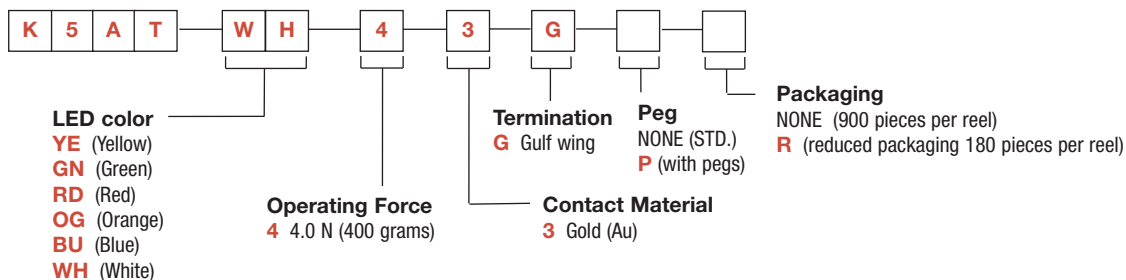 K 5 A T W H 4 3 G
LED color
YE (Yellow)
GN (Green)
RD (Red)
OG (Orange)
BU (Blue)
WH (White)
Operating Force
4 4.0 N (400 grams)
Termination
G Gulf wing
Contact Material
3 Gold (Au)
Peg
NONE (STD.)
P (with pegs)
Packaging
NONE (900 pieces per reel)
R (reduced packaging 180 pieces per reel)